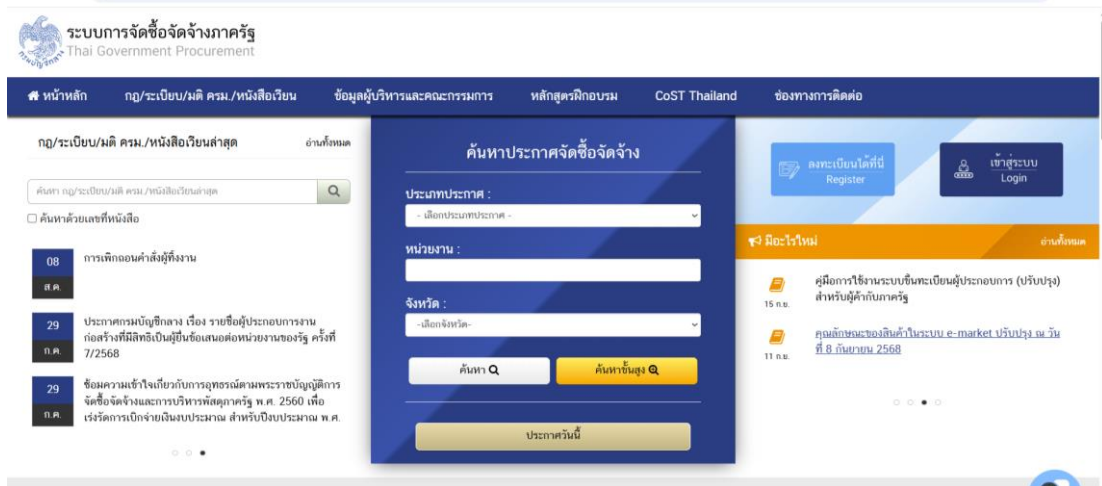 ระบบการจัดซื้อจัดจ้างภาครัฐ
Thai Government Procurement
หน้าหลัก
กฎ/ระเบียบ/มติ ครม./หนังสือเวียน
ข้อมูลผู้บริหารและคณะกรรมการ
หลักสูตรฝึกอบรม
CoST Thailand
ช่องทางการติดต่อ
กฎ/ระเบียบ/มติ ครม./หนังสือเวียนล่าสุด
อ่านทั้งหมด
ค้นหา กฎ/ระเบียบ/มติ ครม./หนังสือเวียนล่าสุด
ค้นหาด้วยเลขที่หนังสือ
08
ส.ค.
การเพิกถอนคำสั่งผู้ทิ้งงาน
29
ก.ค.
ประกาศกรมบัญชีกลาง เรื่อง รายชื่อผู้ประกอบการงาน
ก่อสร้างที่มีสิทธิเป็นผู้ยื่นข้อเสนอต่อหน่วยงานของรัฐ ครั้งที่
7/2568
29
ก.ค.
ซ้อมความเข้าใจเกี่ยวกับการอุทธรณ์ตามพระราชบัญญัติการ
จัดซื้อจัดจ้างและการบริหารพัสดุภาครัฐ พ.ศ. 2560 เพื่อ
เร่งรัดการเบิกจ่ายเงินงบประมาณ สำหรับปีงบประมาณ พ.ศ.
ค้นหาประกาศจัดซื้อจัดจ้าง
ประเภทประกาศ :
- เลือกประเภทประกาศ -
หน่วยงาน :
จังหวัด :
-เลือกจังหวัด-
ค้นหา
ค้นหาขั้นสูง
ประกาศวันนี้
ลงทะเบียนได้ที่นี่
Register
เข้าสู่ระบบ
Login
มีอะไรใหม่
อ่านทั้งหมด
15 ก.ย.
คู่มือการใช้งานระบบขึ้นทะเบียนผู้ประกอบการ (ปรับปรุง)
สำหรับผู้ค้ากับภาครัฐ
11 ก.ย.
คุณลักษณะของสินค้าในระบบ e-market ปรับปรุง ณ วัน
ที่ 8 กันยายน 2568